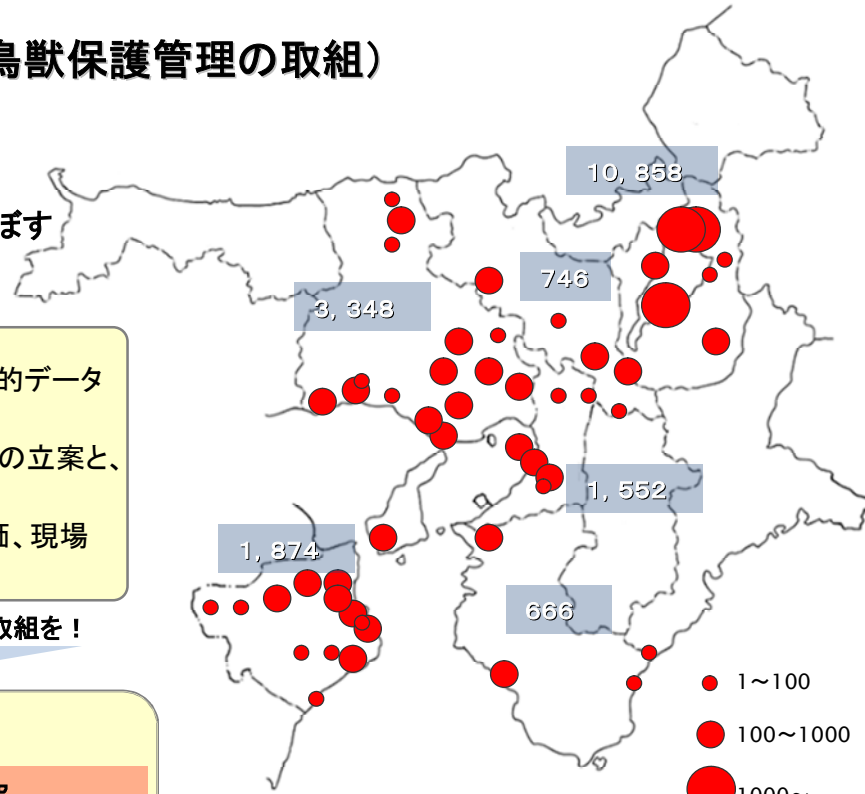 鳥獣保護管理の取組）
ぼす
的データ
の立案と、
価、現場
取組を！
10,858
746
3,348
1,552
1,874
666
1～100
100～1000
1000～